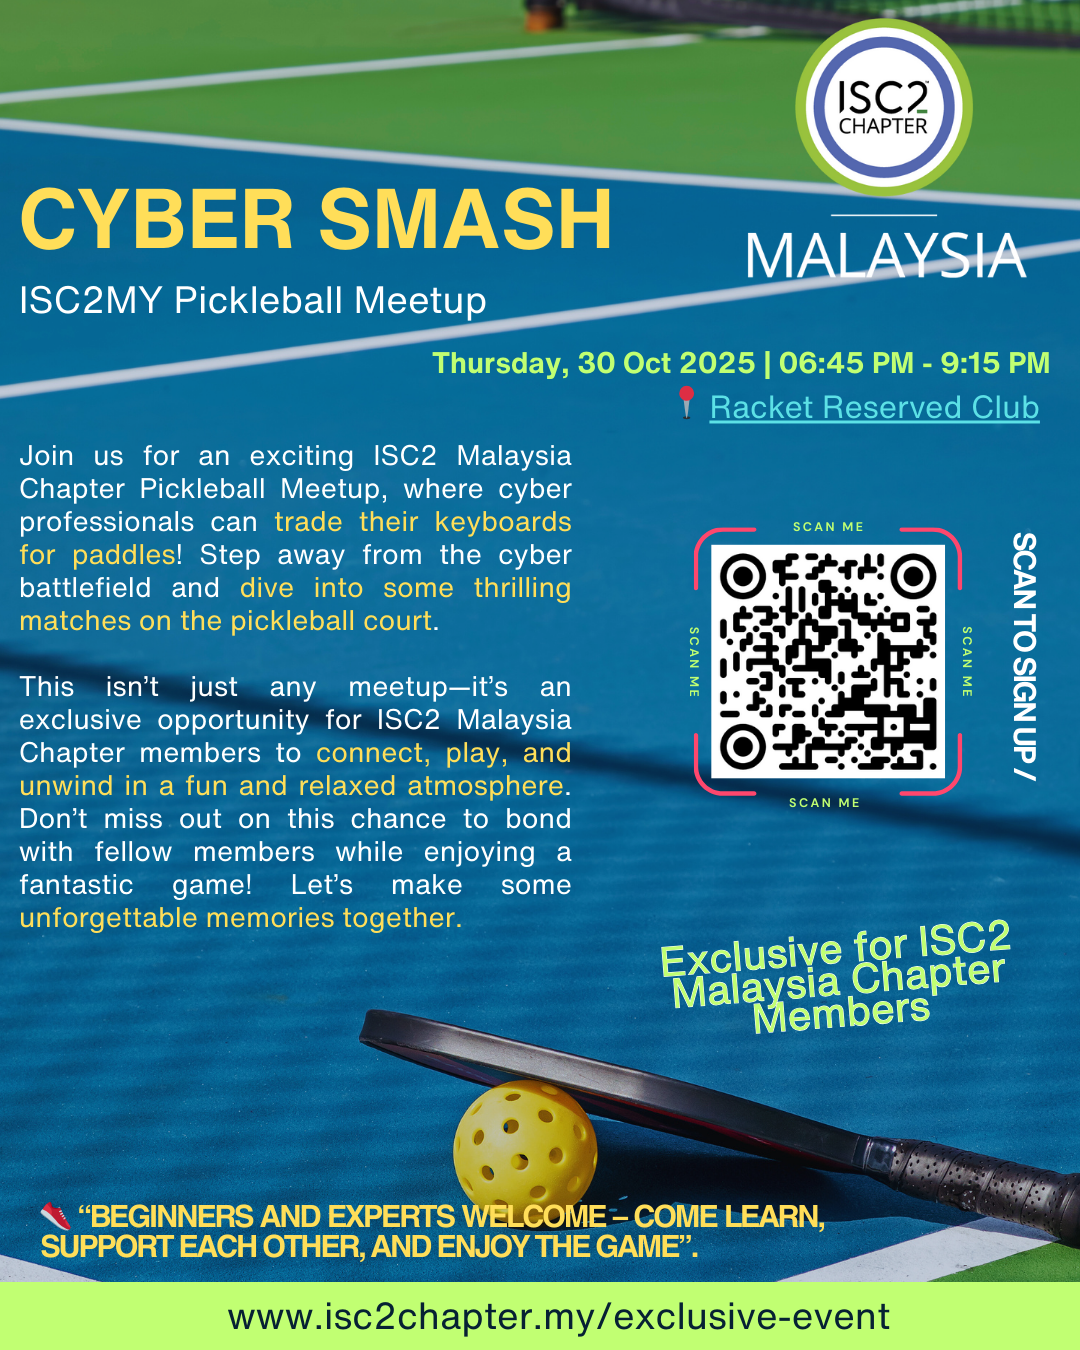 ISC2™
CHAPTER
MALAYSIA
CYBER SMASH
ISC2MY Pickleball Meetup
Thursday, 30 Oct 2025 | 06:45 PM - 9:15 PM
📍 Racket Reserved Club
Join us for an exciting ISC2 Malaysia
Chapter Pickleball Meetup, where cyber
professionals can trade their keyboards
for paddles! Step away from the cyber
battlefield and dive into some thrilling
matches on the pickleball court.
This isn’t just any meetup—it’s an
exclusive opportunity for ISC2 Malaysia
Chapter members to connect, play, and
unwind in a fun and relaxed atmosphere.
Don’t miss out on this chance to bond
with fellow members while enjoying a
fantastic game! Let’s make some
unforgettable memories together.
SCAN ME
SCAN ME
SCAN ME
SCAN ME
SCAN TO SIGN UP /
Exclusive for ISC2
Malaysia Chapter
Members
👟 “BEGINNERS AND EXPERTS WELCOME – COME LEARN,
SUPPORT EACH OTHER, AND ENJOY THE GAME”.
www.isc2chapter.my/exclusive-event